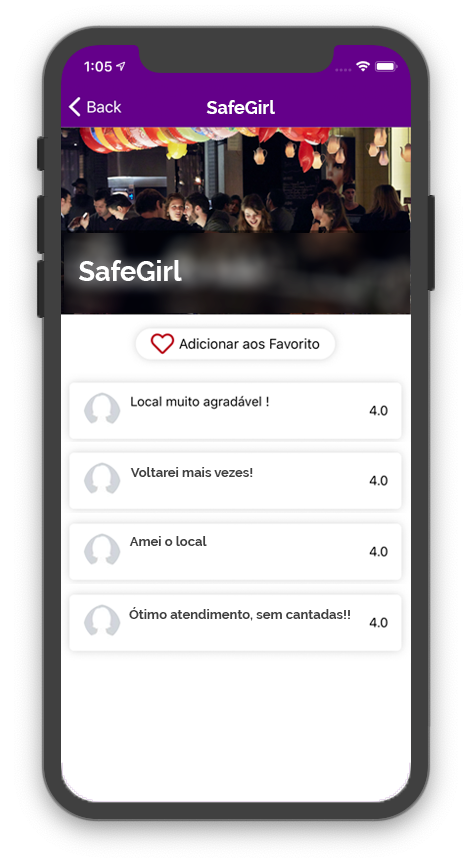 1:05
Back
SafeGirl
SafeGirl
Adicionar aos Favorito
Local muito agradável !
4.0
Voltarei mais vezes!
4.0
Amei o local
4.0
Ótimo atendimento, sem cantadas!!
4.0